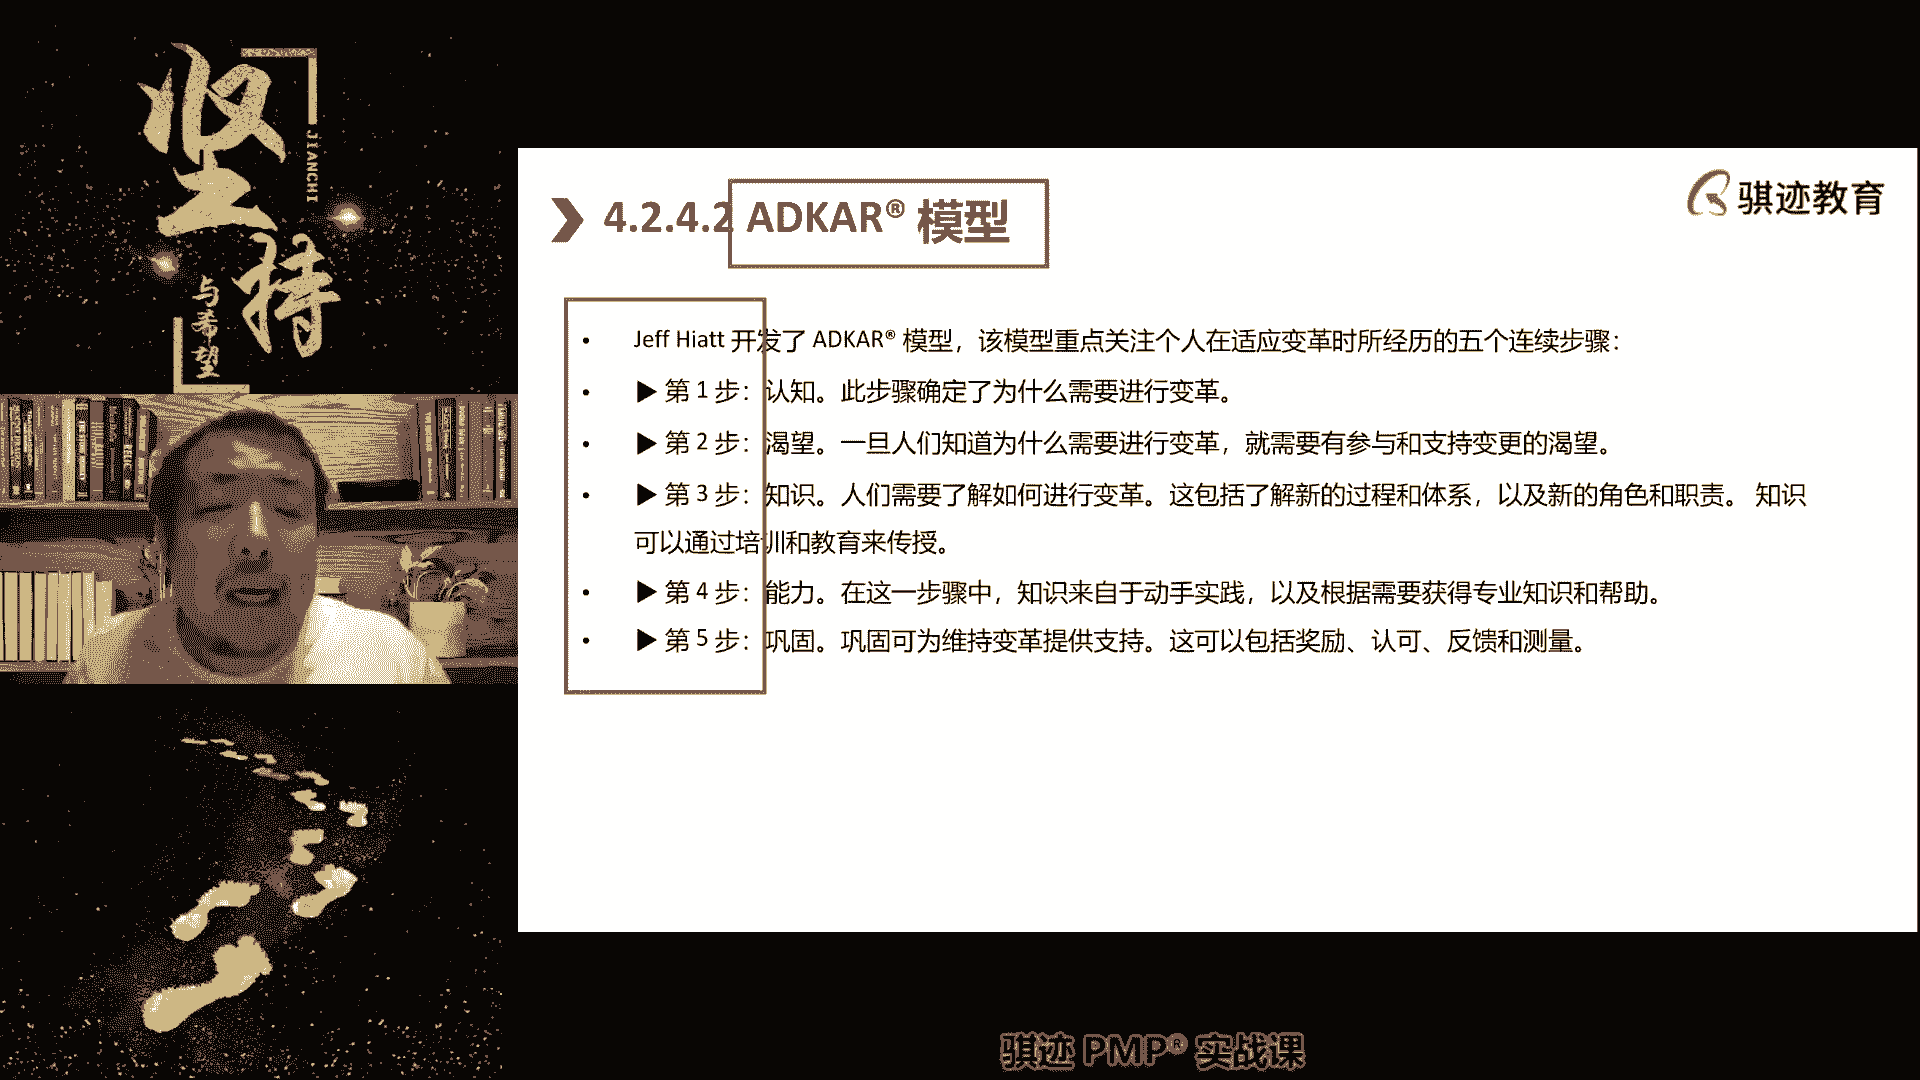 坚持
JIANCHI
与希望
4.2.4.2 ADKAR® 模型
骐迹教育
• Jeff Hiatt 开发了 ADKAR® 模型，该模型重点关注个人在适应变革时所经历的五个连续步骤：
• ▶ 第 1 步：认知。此步骤确定了为什么需要进行变革。
• ▶ 第 2 步：渴望。一旦人们知道为什么需要进行变革，就需要有参与和支持变更的渴望。
• ▶ 第 3 步：知识。人们需要了解如何进行变革。这包括了解新的过程和体系，以及新的角色和职责。 知识
可以通过培训和教育来传授。
• ▶ 第 4 步：能力。在这一步骤中，知识来自于动手实践，以及根据需要获得专业知识和帮助。
• ▶ 第 5 步：巩固。巩固可为维持变革提供支持。这可以包括奖励、认可、反馈和测量。
骐迹 PMP® 实战课